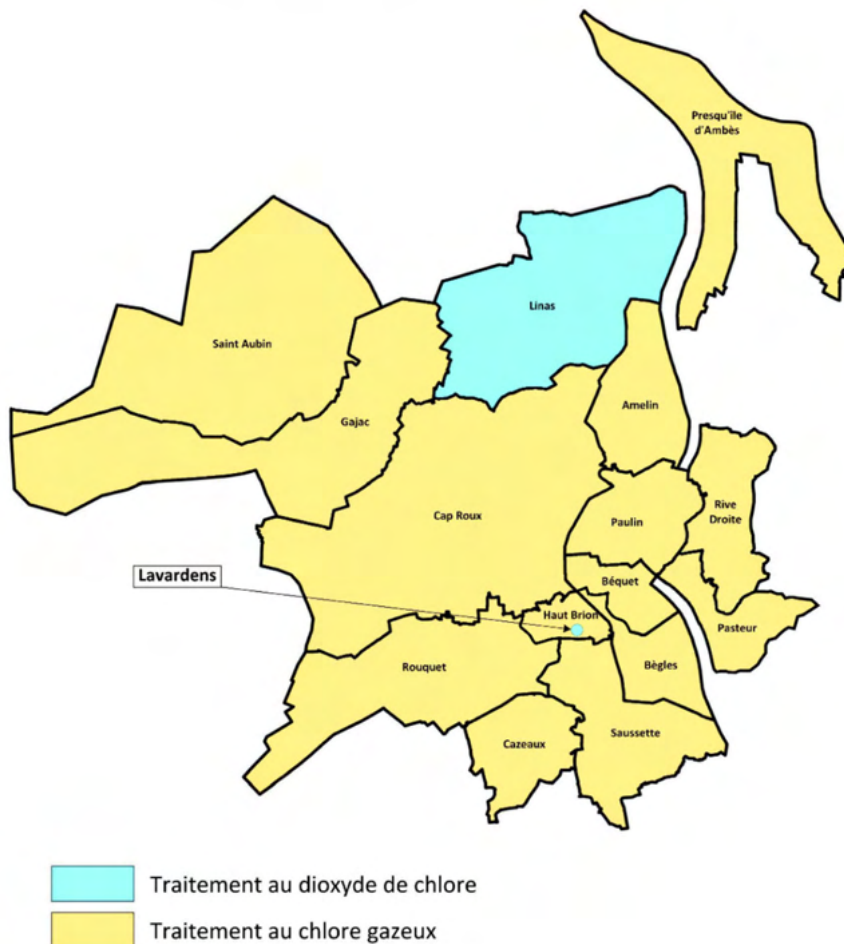 Presqu'île
d'Ambès
Linas
Saint Aubin
Amelin
Gajac
Rive
Droite
Cap Roux
Paulin
Lavardens
Béquet
Haut Brion
Pasteur
Rouquet
Bègles
Saussette
Cazeaux
Traitement au dioxyde de chlore
Traitement au chlore gazeux